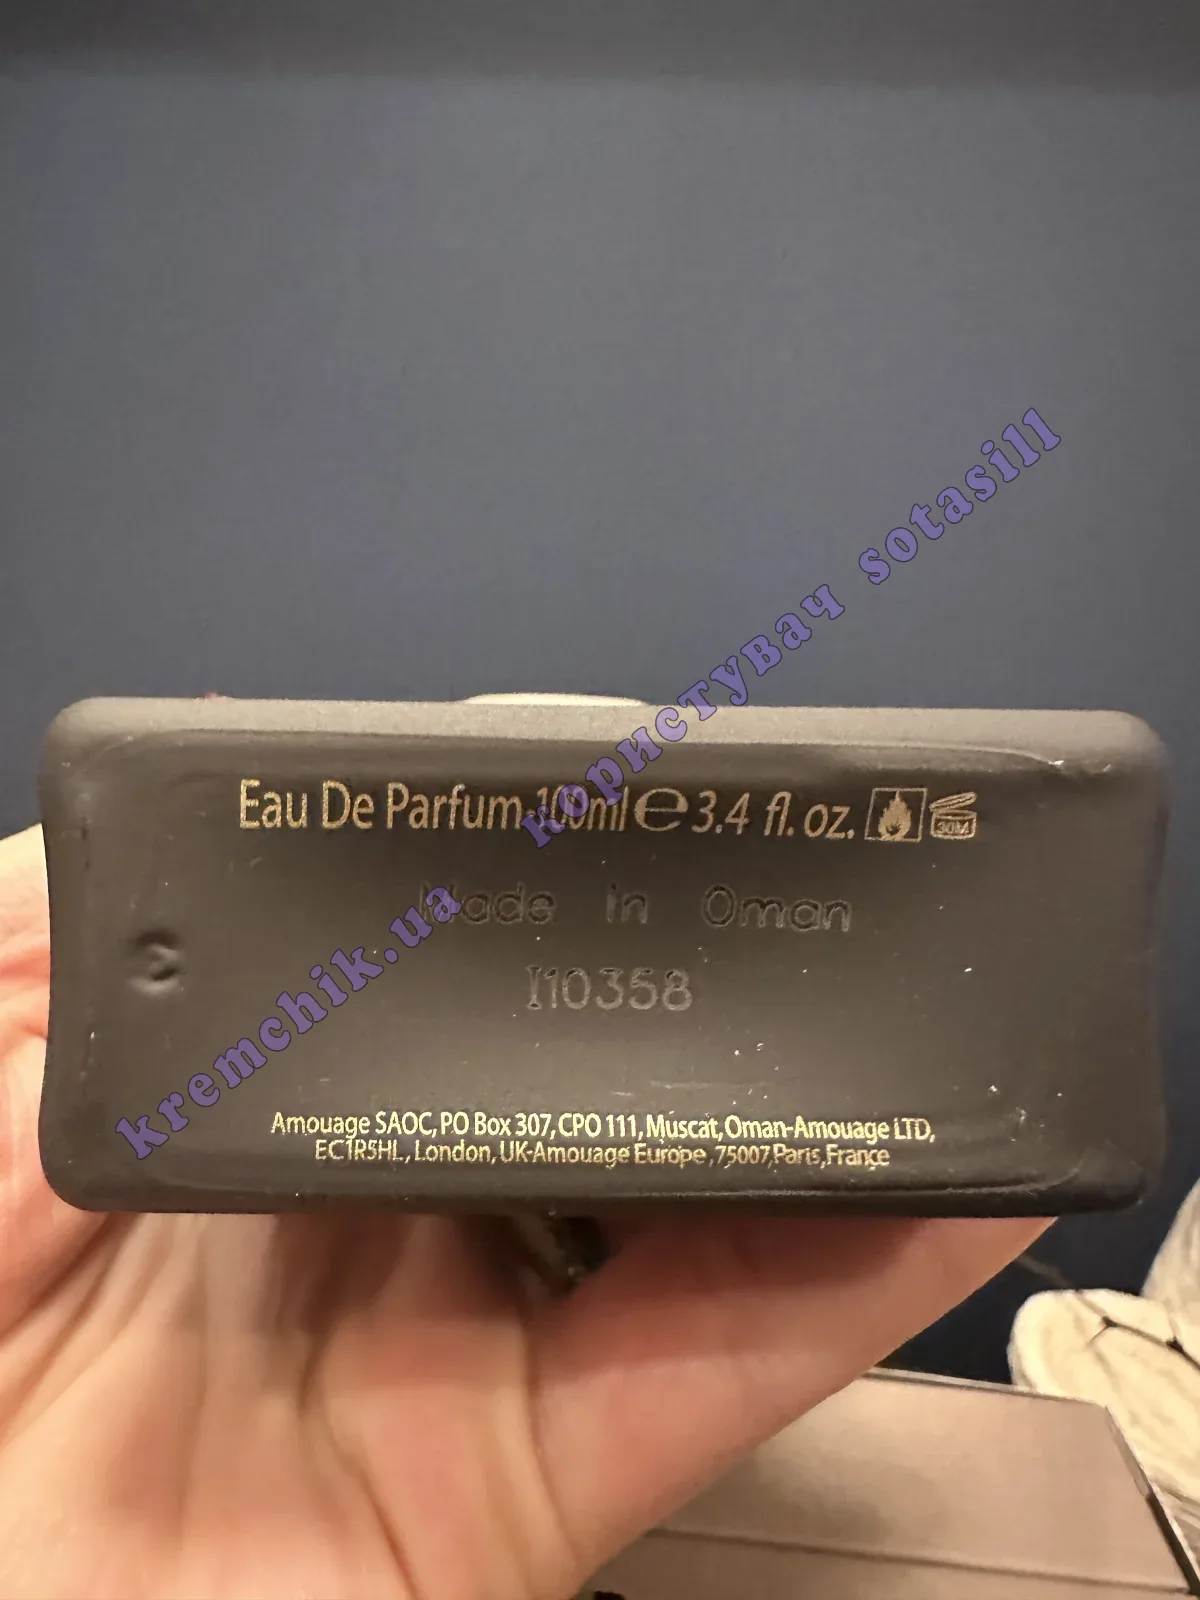 Eau De Parfum 100ml ℮ 3.4 fl. oz.
30M
Made in Oman
I10358
Amouage SAOC, PO Box 307, CPO 111, Muscat, Oman-Amouage LTD,
EC1R5HL, London, UK-Amouage Europe ,75007,Paris,France
kremchik.ua користувач sotasill